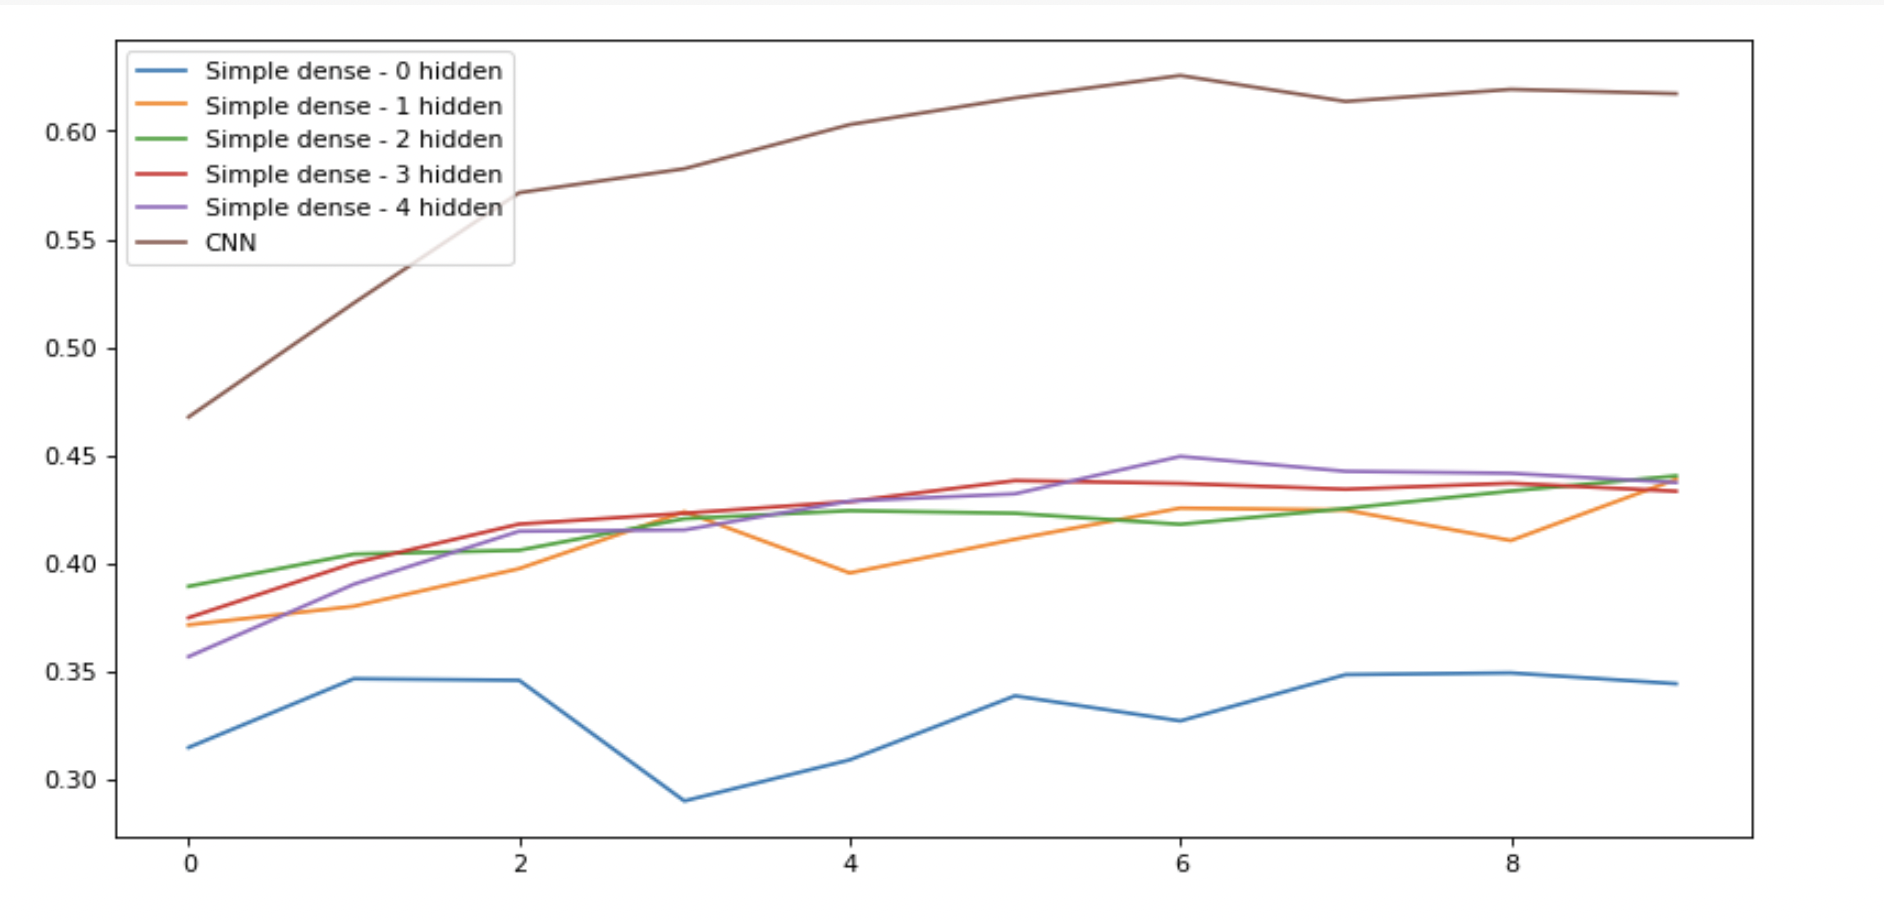 Simple dense - 0 hidden
Simple dense - 1 hidden
Simple dense - 2 hidden
Simple dense - 3 hidden
Simple dense - 4 hidden
CNN
0.60
0.55
0.50
0.45
0.40
0.35
0.30
0 2 4 6 8